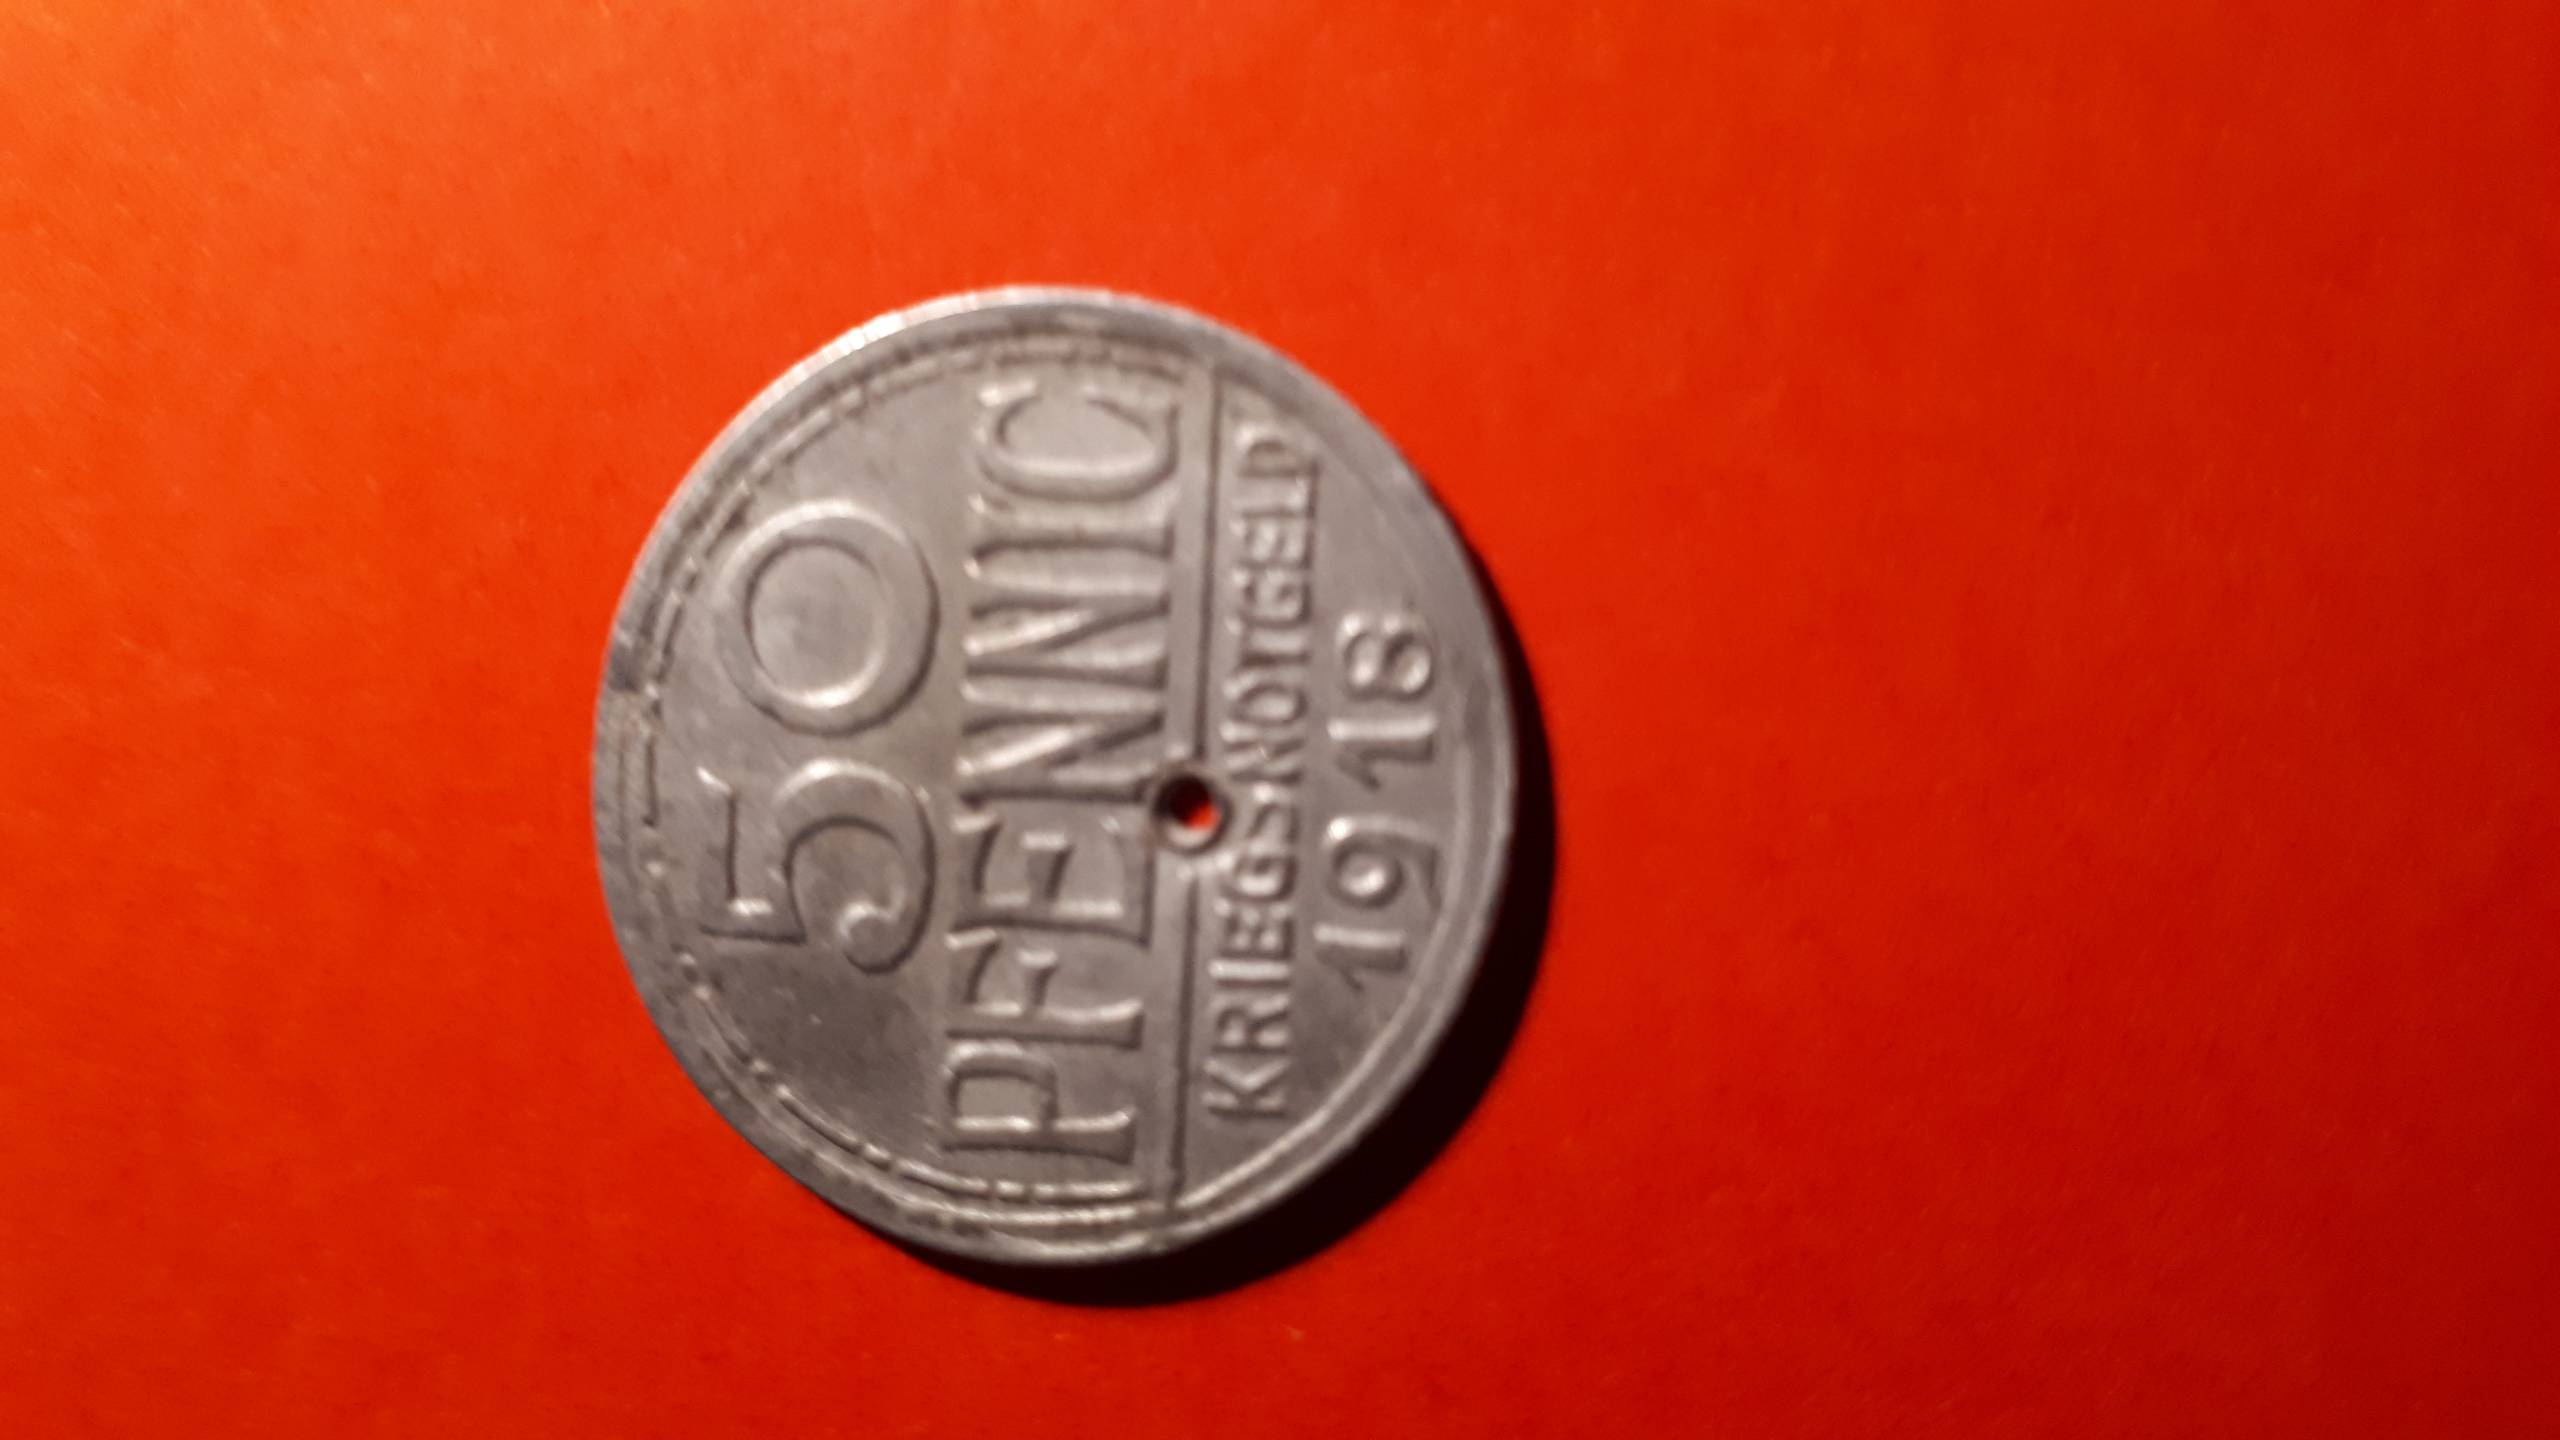 50
PFENNIG
KRIEGSNOTGELD
1918